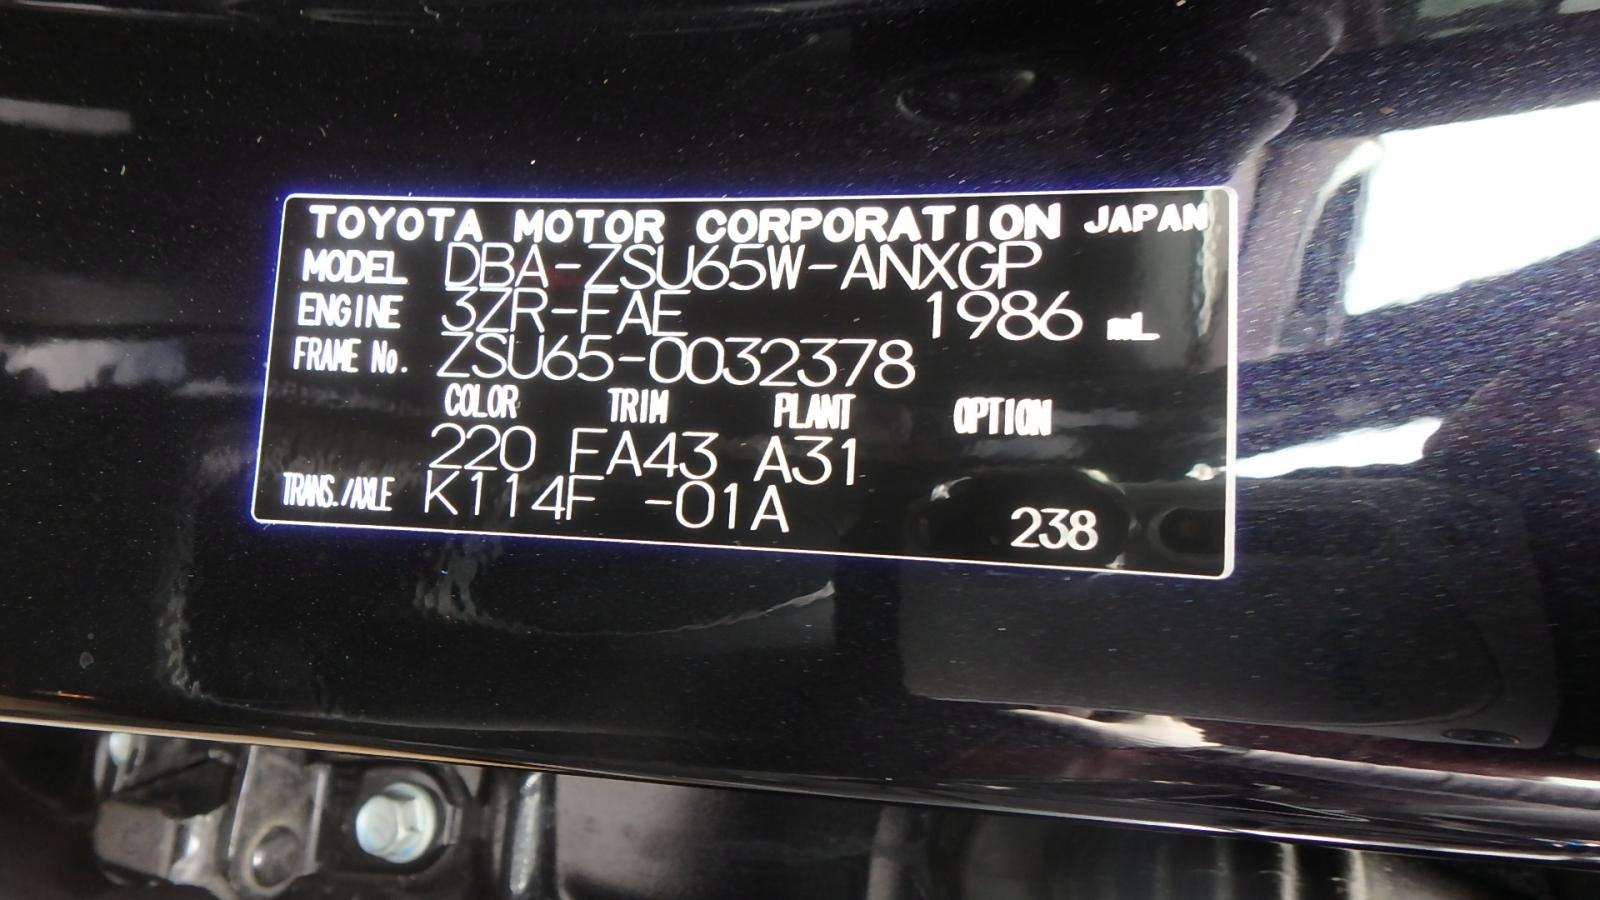 TOYOTA MOTOR CORPORATION JAPAN
MODEL DBA-ZSU65W-ANXGP
ENGINE 3ZR-FAE 1986 mL
FRAME No. ZSU65-0032378
COLOR TRIM PLANT OPTION
220 FA43 A31
TRANS./AXLE K114F -01A 238